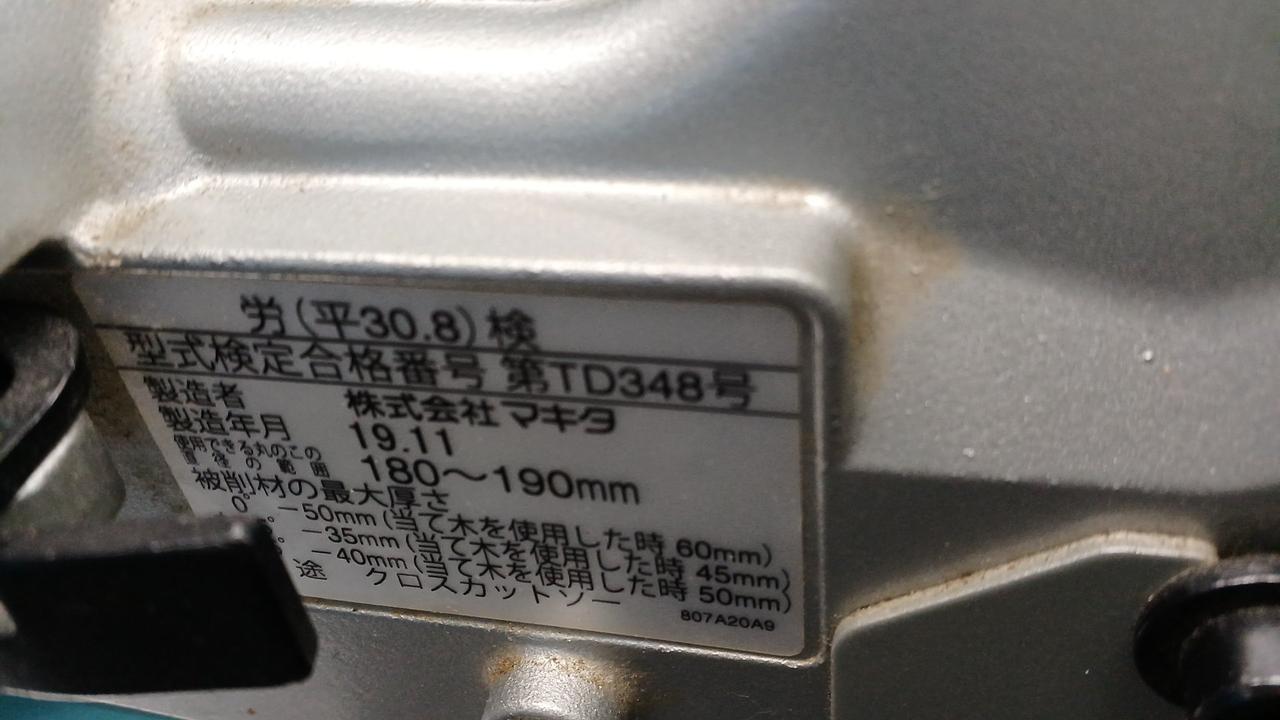 労(平30.8)検
型式検定合格番号 第TD348号
製造者 株式会社 マキタ
製造年月 19.11
使用できる丸のこの
直径の範囲 180〜190mm
被削材の最大厚さ
0°－50mm(当て木を使用した時 60mm)
°－35mm(当て木を使用した時 45mm)
－40mm(当て木を使用した時 50mm)
途 クロスカットソー
807A20A9